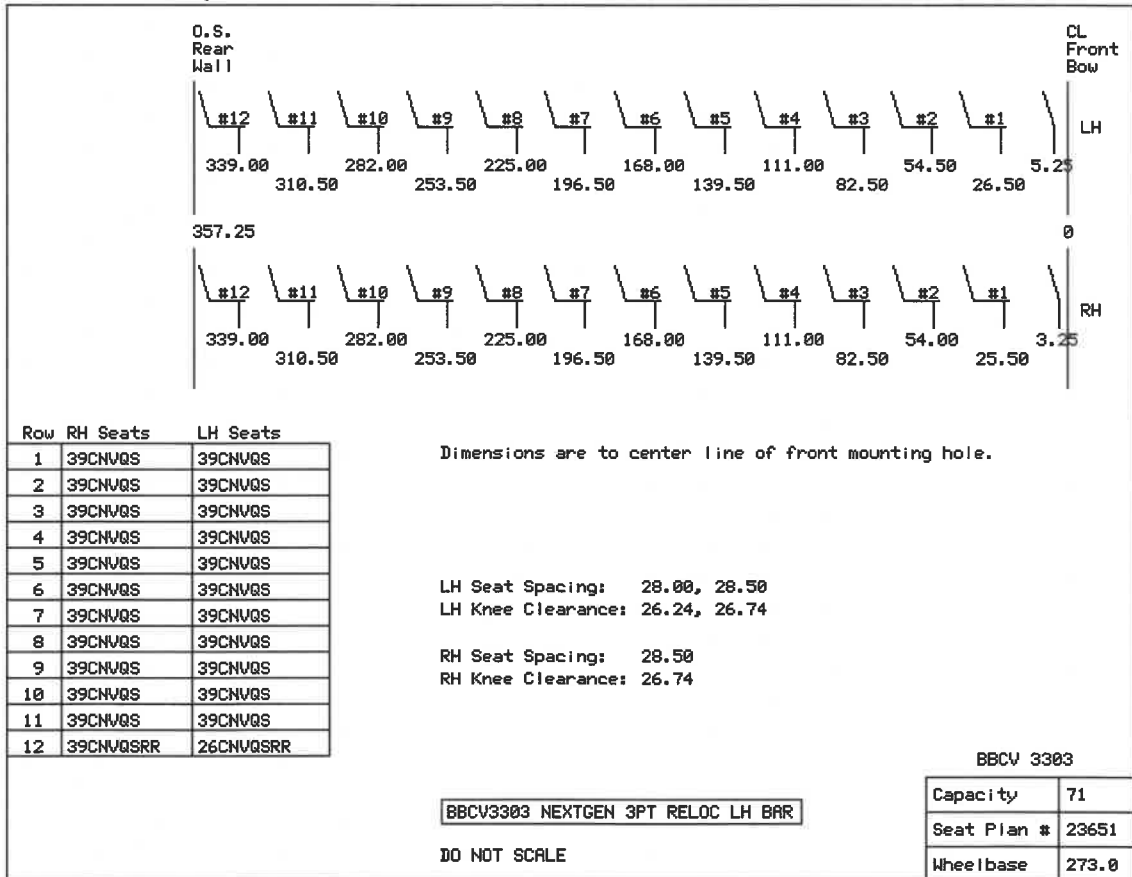 O.S. Rear Wall
CL Front Bow
#12 #11 #10 #9 #8 #7 #6 #5 #4 #3 #2 #1 LH
339.00 282.00 225.00 168.00 111.00 54.50 5.25
310.50 253.50 196.50 139.50 82.50 26.50
357.25 0
#12 #11 #10 #9 #8 #7 #6 #5 #4 #3 #2 #1 RH
339.00 282.00 225.00 168.00 111.00 54.00 3.25
310.50 253.50 196.50 139.50 82.50 25.50
Row RH Seats LH Seats
1 39CNVQS 39CNVQS
2 39CNVQS 39CNVQS
3 39CNVQS 39CNVQS
4 39CNVQS 39CNVQS
5 39CNVQS 39CNVQS
6 39CNVQS 39CNVQS
7 39CNVQS 39CNVQS
8 39CNVQS 39CNVQS
9 39CNVQS 39CNVQS
10 39CNVQS 39CNVQS
11 39CNVQS 39CNVQS
12 39CNVQSRR 26CNVQSRR
Dimensions are to center line of front mounting hole.
LH Seat Spacing: 28.00, 28.50
LH Knee Clearance: 26.24, 26.74
RH Seat Spacing: 28.50
RH Knee Clearance: 26.74
BBCV3303 NEXTGEN 3PT RELOC LH BAR
DO NOT SCALE
BBCV 3303
Capacity 71
Seat Plan # 23651
Wheelbase 273.0